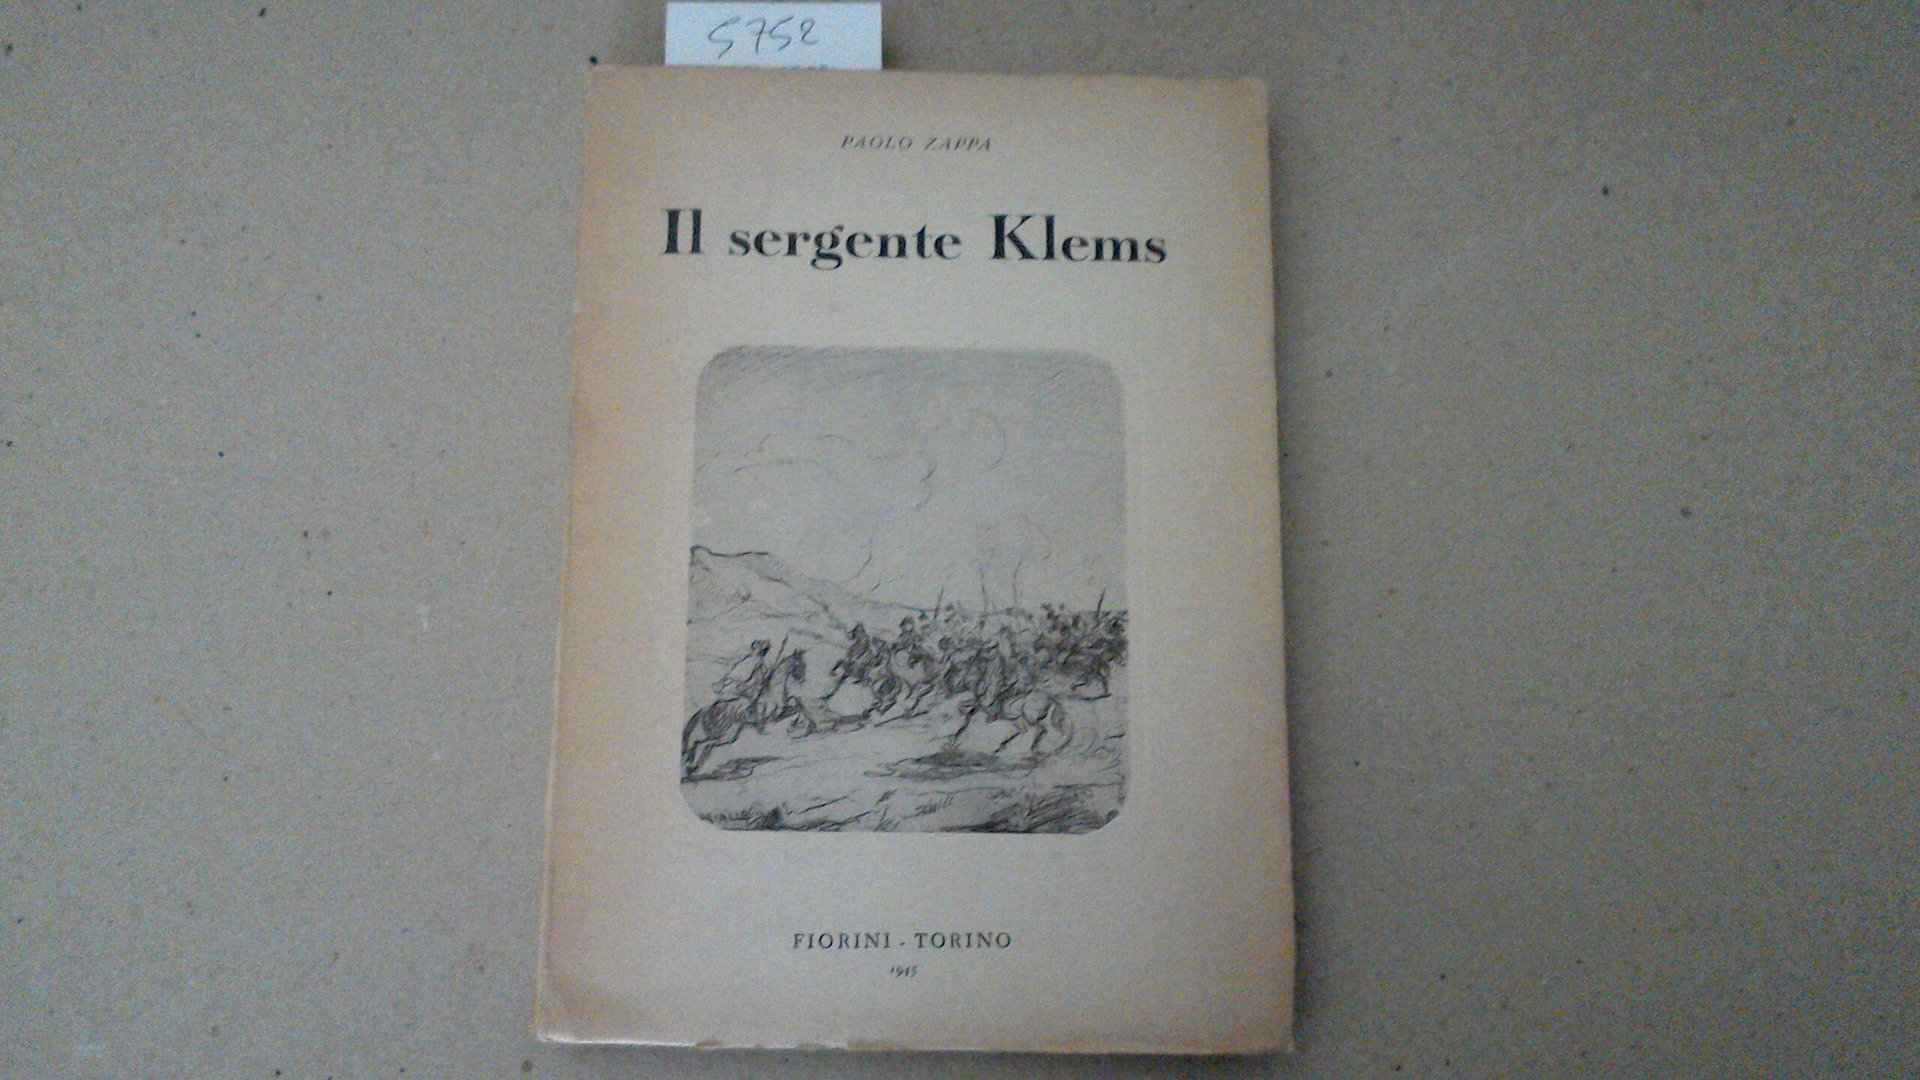 5752
PAOLO ZAPPA
Il sergente Klems
FIORINI - TORINO
1945